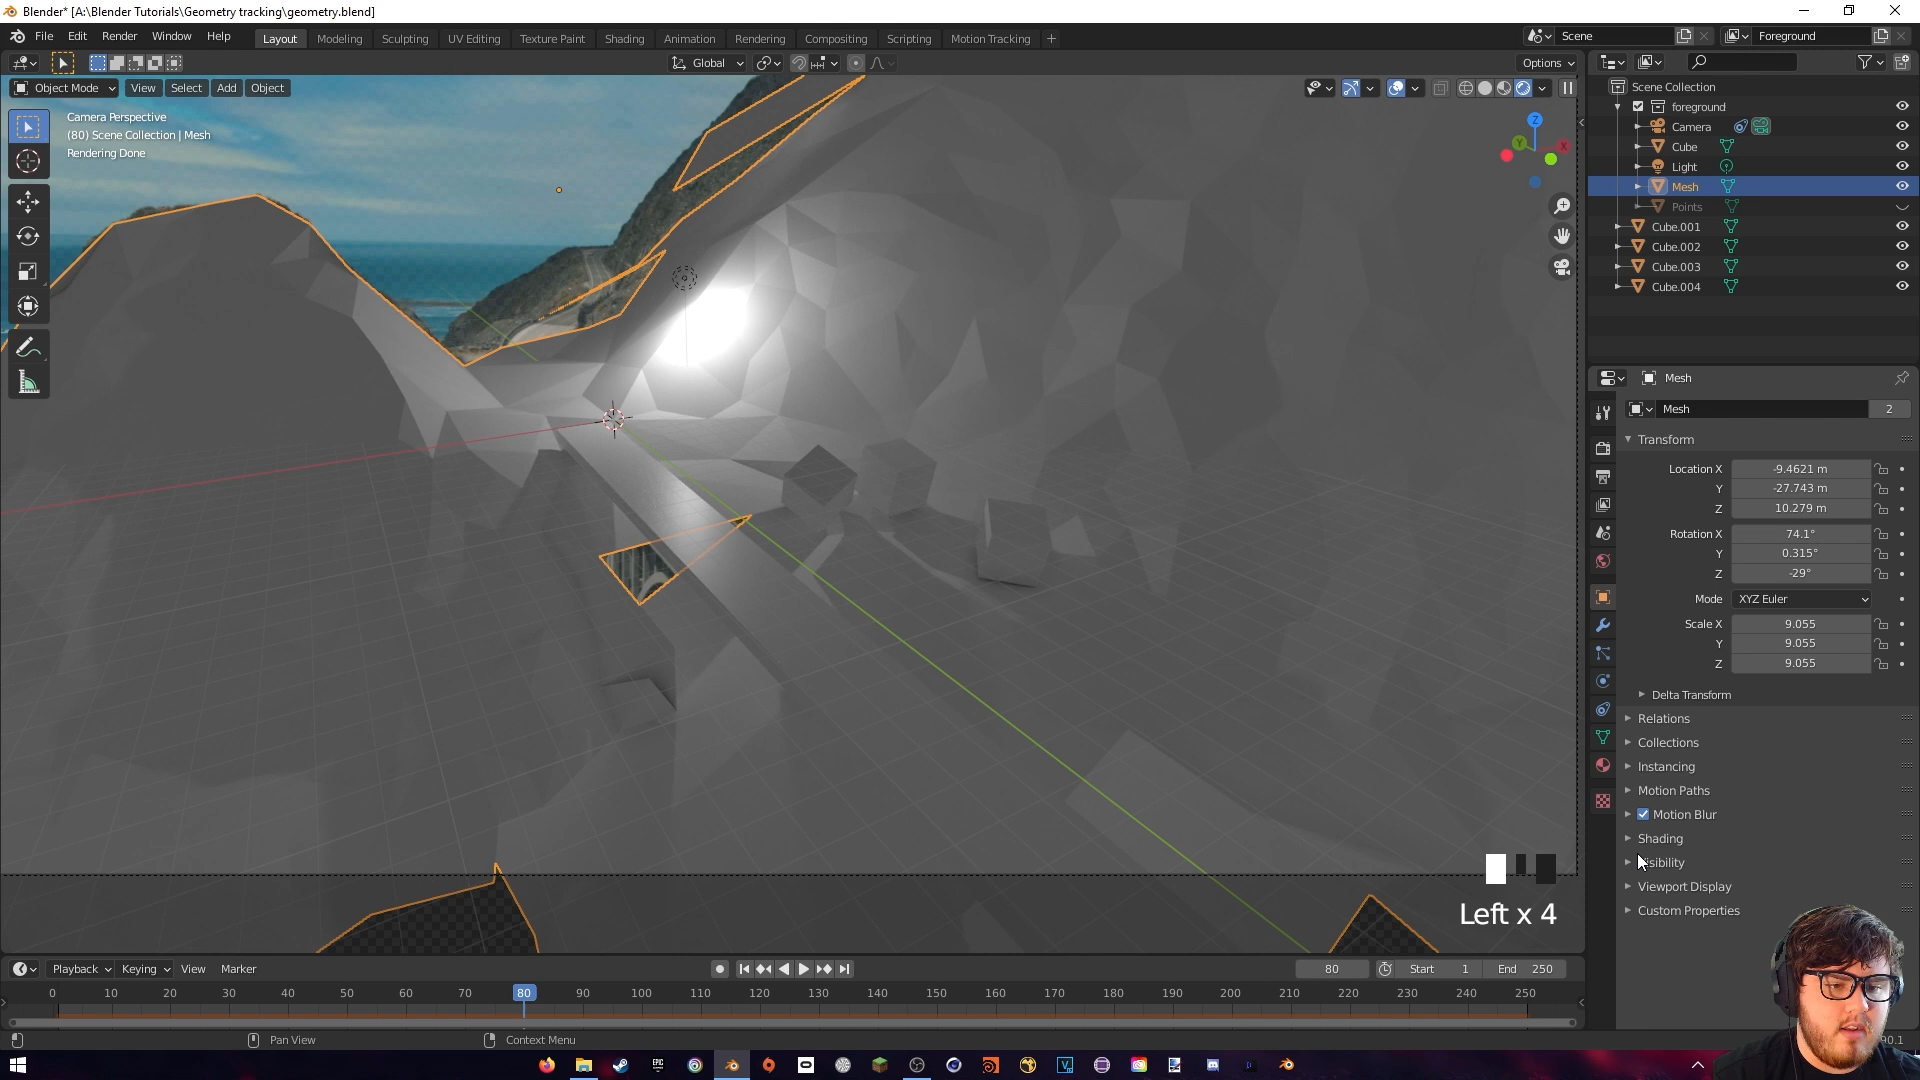 Blender* [A:\Blender Tutorials\Geometry tracking\geometry.blend]
File Edit Render Window Help
Layout Modeling Sculpting UV Editing Texture Paint Shading Animation Rendering Compositing Scripting Motion Tracking +
Scene
Foreground
Global
Options
Object Mode View Select Add Object
Camera Perspective
(80) Scene Collection | Mesh
Rendering Done
Z
Y
X
Scene Collection
foreground
Camera
Cube
Light
Mesh
Points
Cube.001
Cube.002
Cube.003
Cube.004
Mesh
Mesh 2
Transform
Location X -9.4621 m
Y -27.743 m
Z 10.279 m
Rotation X 74.1°
Y 0.315°
Z -29°
Mode XYZ Euler
Scale X 9.055
Y 9.055
Z 9.055
Delta Transform
Relations
Collections
Instancing
Motion Paths
Motion Blur
Shading
Visibility
Viewport Display
Custom Properties
Left x 4
Playback Keying View Marker
80 Start 1 End 250
0 10 20 30 40 50 60 70 80 90 100 110 120 130 140 150 160 170 180 190 200 210 220 230 240 250
Pan View Context Menu
EPIC